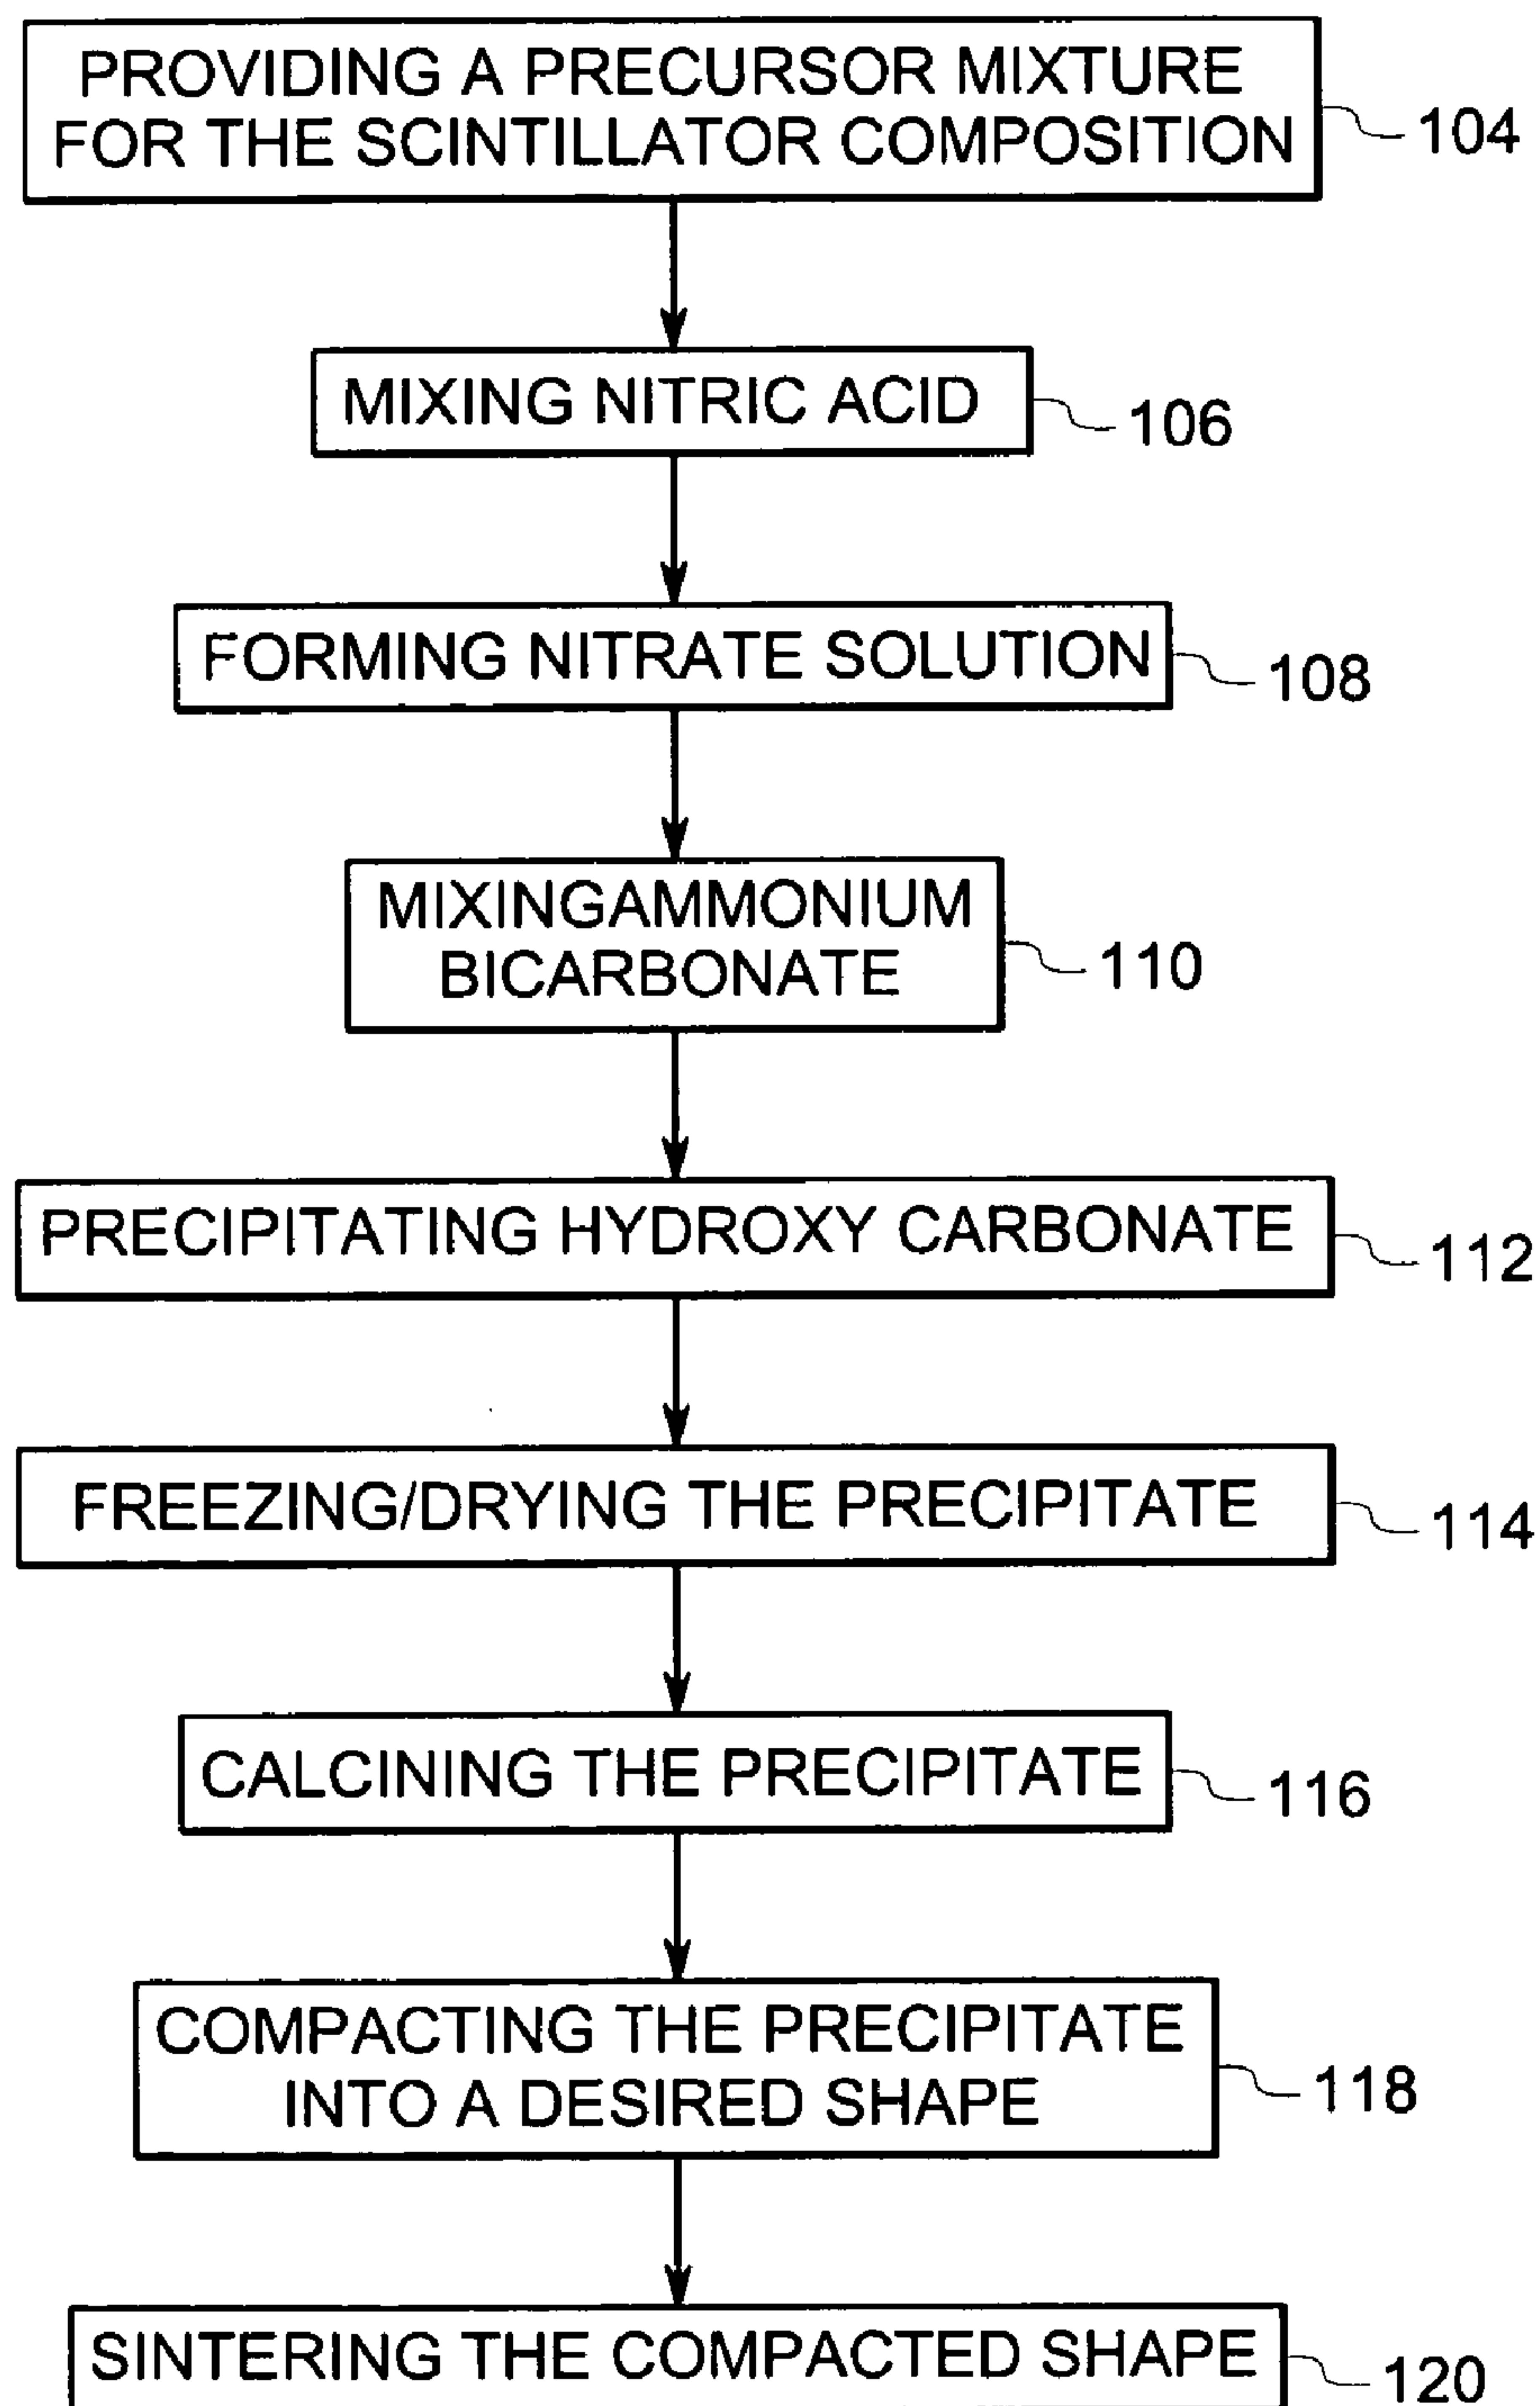 PROVIDING A PRECURSOR MIXTURE
FOR THE SCINTILLATOR COMPOSITION
104
MIXING NITRIC ACID
106
FORMING NITRATE SOLUTION
108
MIXINGAMMONIUM
BICARBONATE
110
PRECIPITATING HYDROXY CARBONATE
112
FREEZING/DRYING THE PRECIPITATE
114
CALCINING THE PRECIPITATE
116
COMPACTING THE PRECIPITATE
INTO A DESIRED SHAPE
118
SINTERING THE COMPACTED SHAPE
120